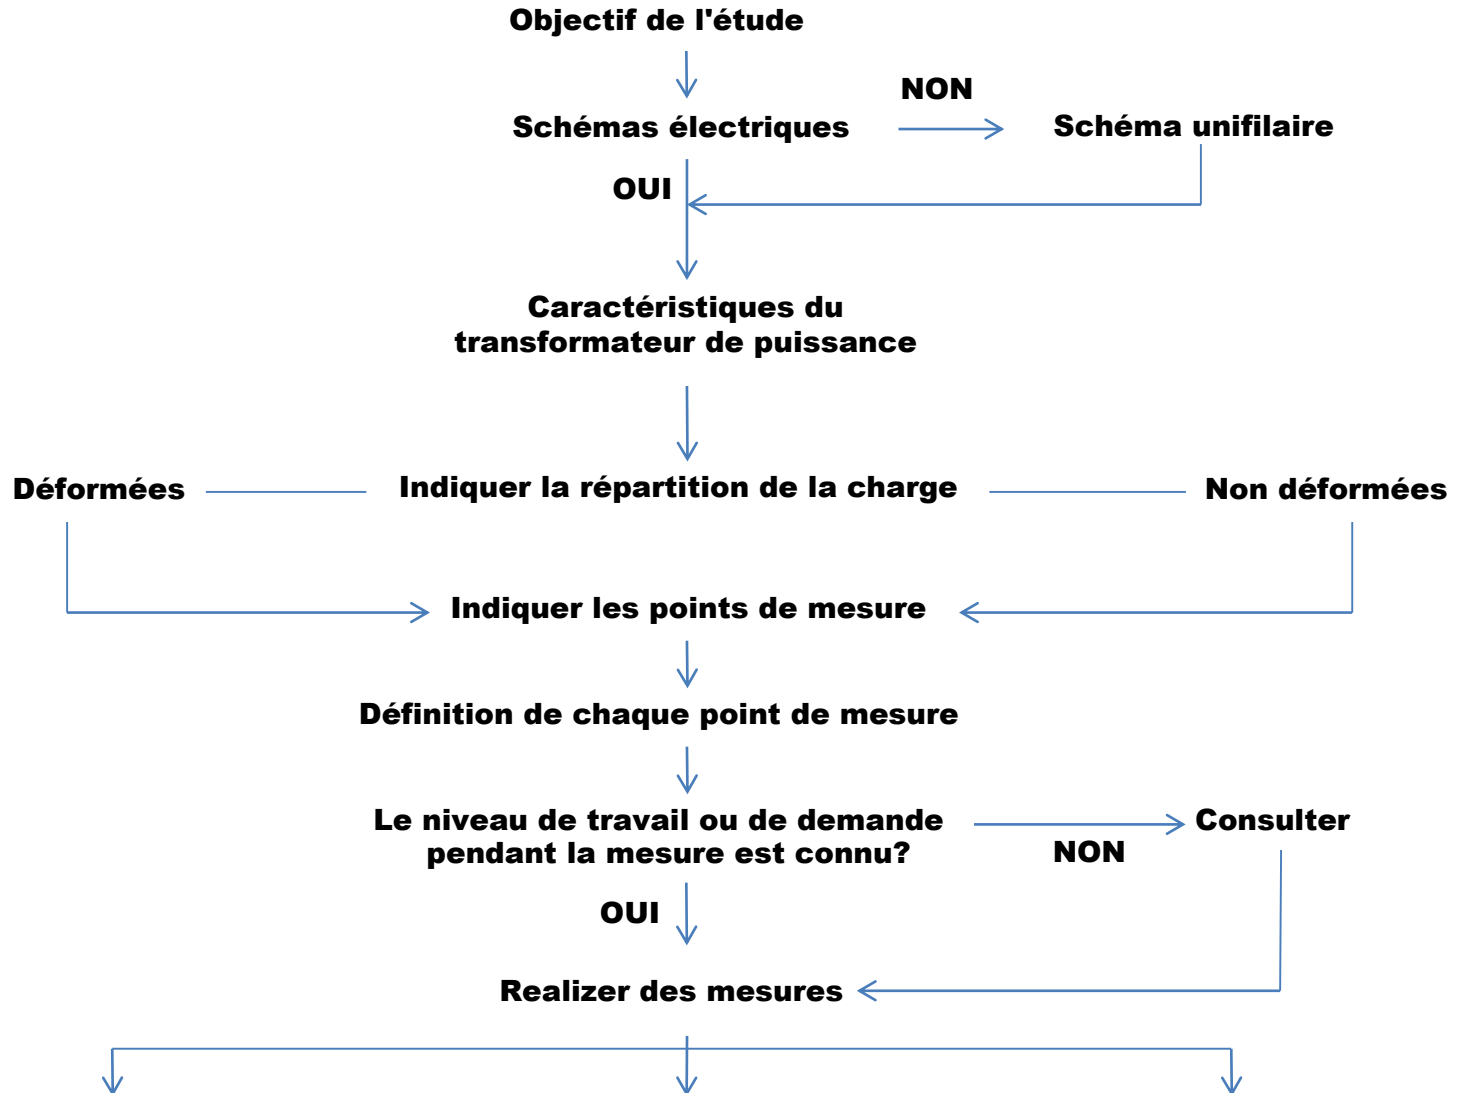 Objectif de l'étude
NON
Schémas électriques
Schéma unifilaire
OUI
Caractéristiques du
transformateur de puissance
Déformées
Indiquer la répartition de la charge
Non déformées
Indiquer les points de mesure
Définition de chaque point de mesure
Le niveau de travail ou de demande
pendant la mesure est connu?
Consulter
NON
OUI
Realizer des mesures